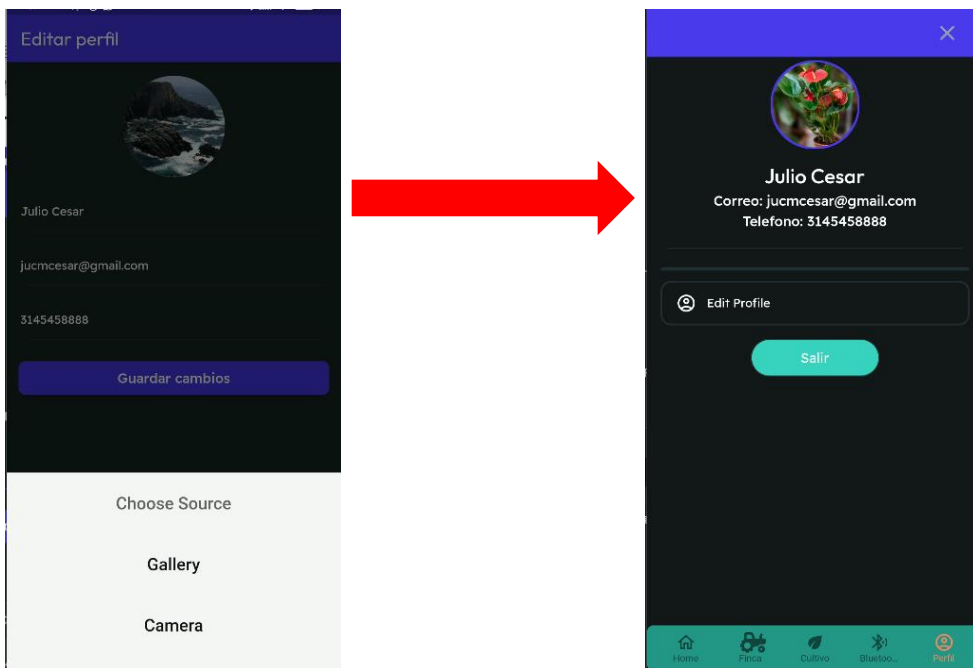 Editar perfil
Julio Cesar
jucmcesar@gmail.com
3145458888
Guardar cambios
Choose Source
Gallery
Camera
Julio Cesar
Correo: jucmcesar@gmail.com
Telefono: 3145458888
Edit Profile
Salir
Home
Finca
Cultivo
Bluetoo...
Perfil